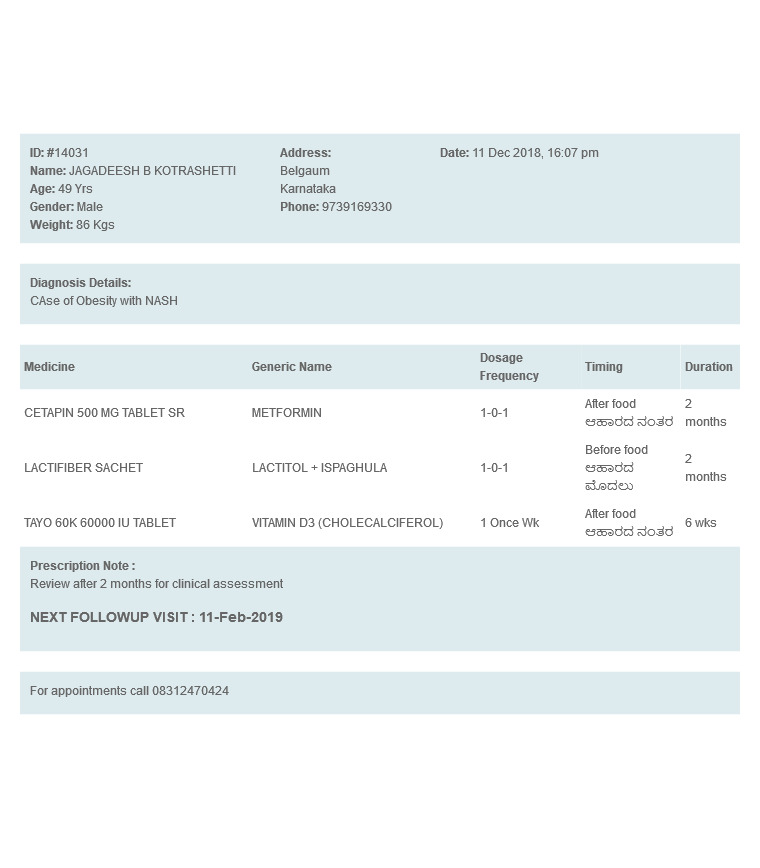 ID: #14031
Name: JAGADEESH B KOTRASHETTI
Age: 49 Yrs
Gender: Male
Weight: 86 Kgs
Address:
Belgaum
Karnataka
Phone: 9739169330
Date: 11 Dec 2018, 16:07 pm
Diagnosis Details:
CAse of Obesity with NASH
Medicine Generic Name Dosage Frequency Timing Duration
CETAPIN 500 MG TABLET SR METFORMIN 1-0-1 After food ಆಹಾರದ ನಂತರ 2 months
LACTIFIBER SACHET LACTITOL + ISPAGHULA 1-0-1 Before food ಆಹಾರದ ಮೊದಲು 2 months
TAYO 60K 60000 IU TABLET VITAMIN D3 (CHOLECALCIFEROL) 1 Once Wk After food ಆಹಾರದ ನಂತರ 6 wks
Prescription Note :
Review after 2 months for clinical assessment
NEXT FOLLOWUP VISIT : 11-Feb-2019
For appointments call 08312470424